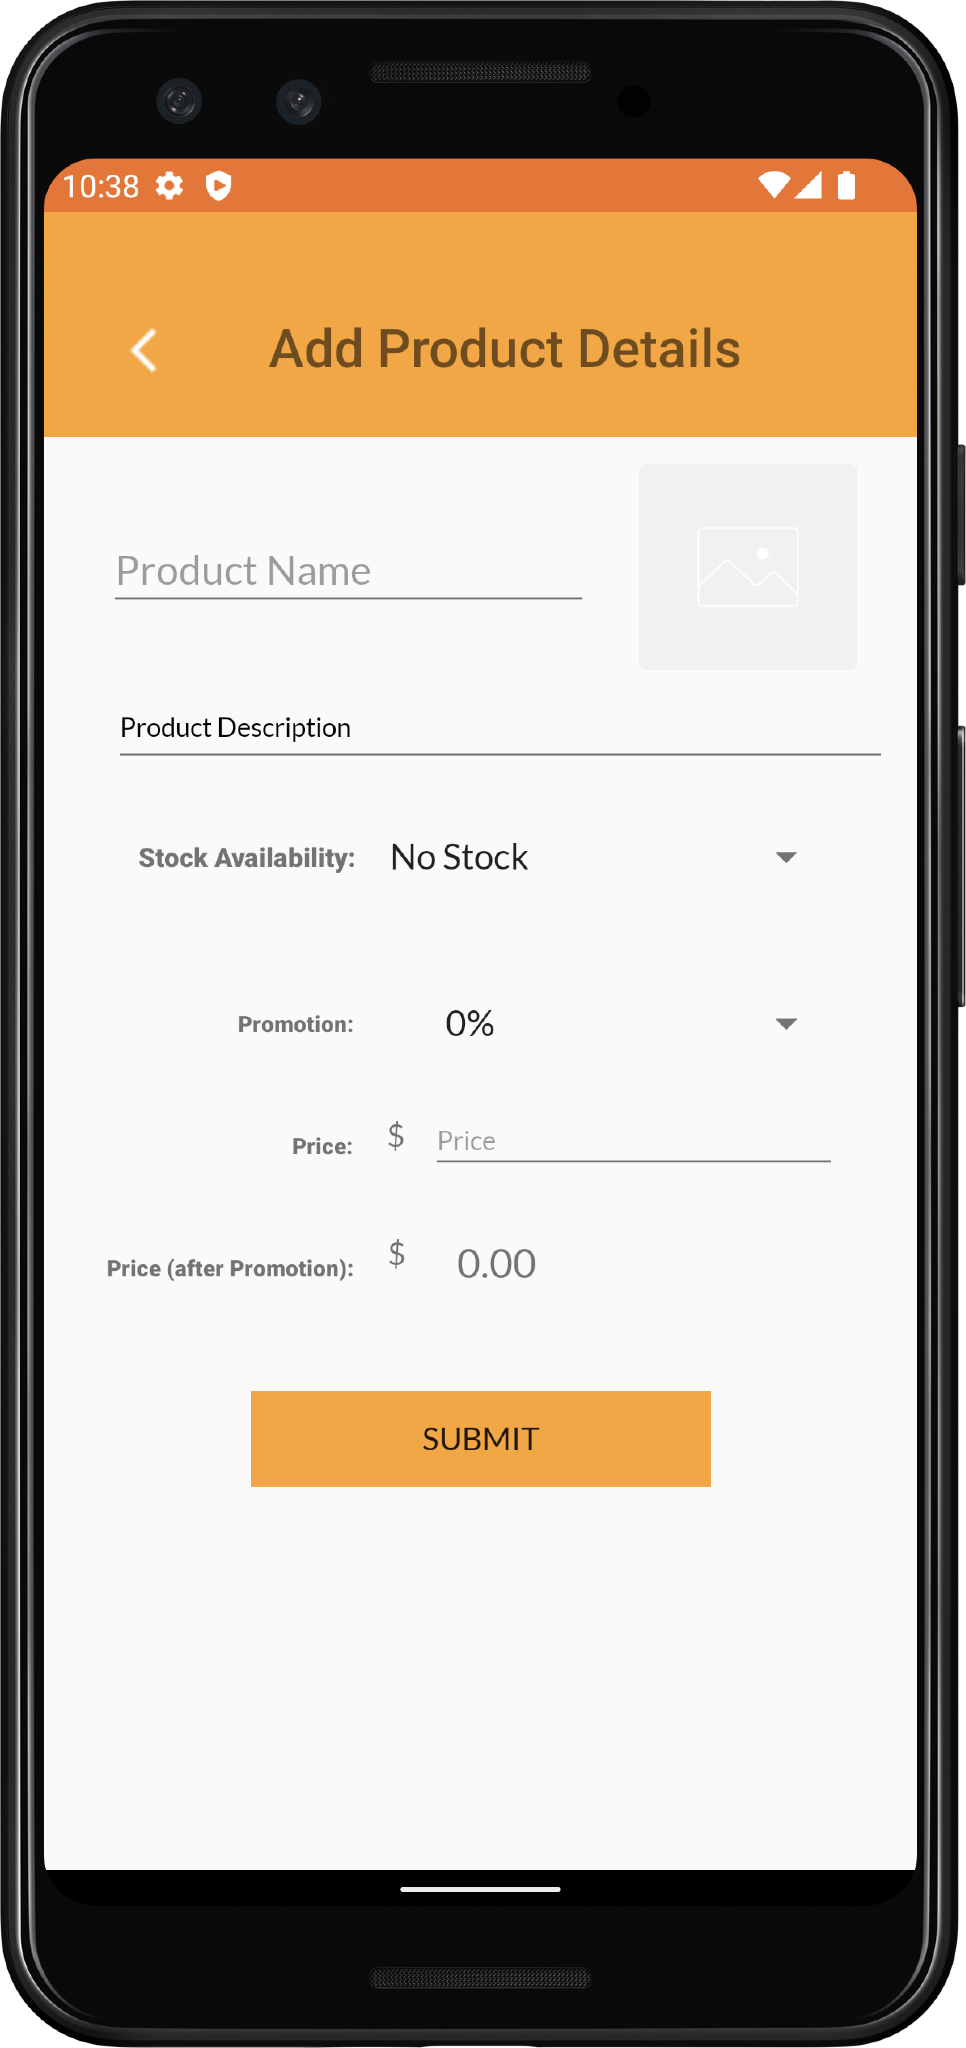 10:38
Add Product Details
Product Name
Product Description
Stock Availability: No Stock
Promotion: 0%
Price: $ Price
Price (after Promotion): $ 0.00
SUBMIT